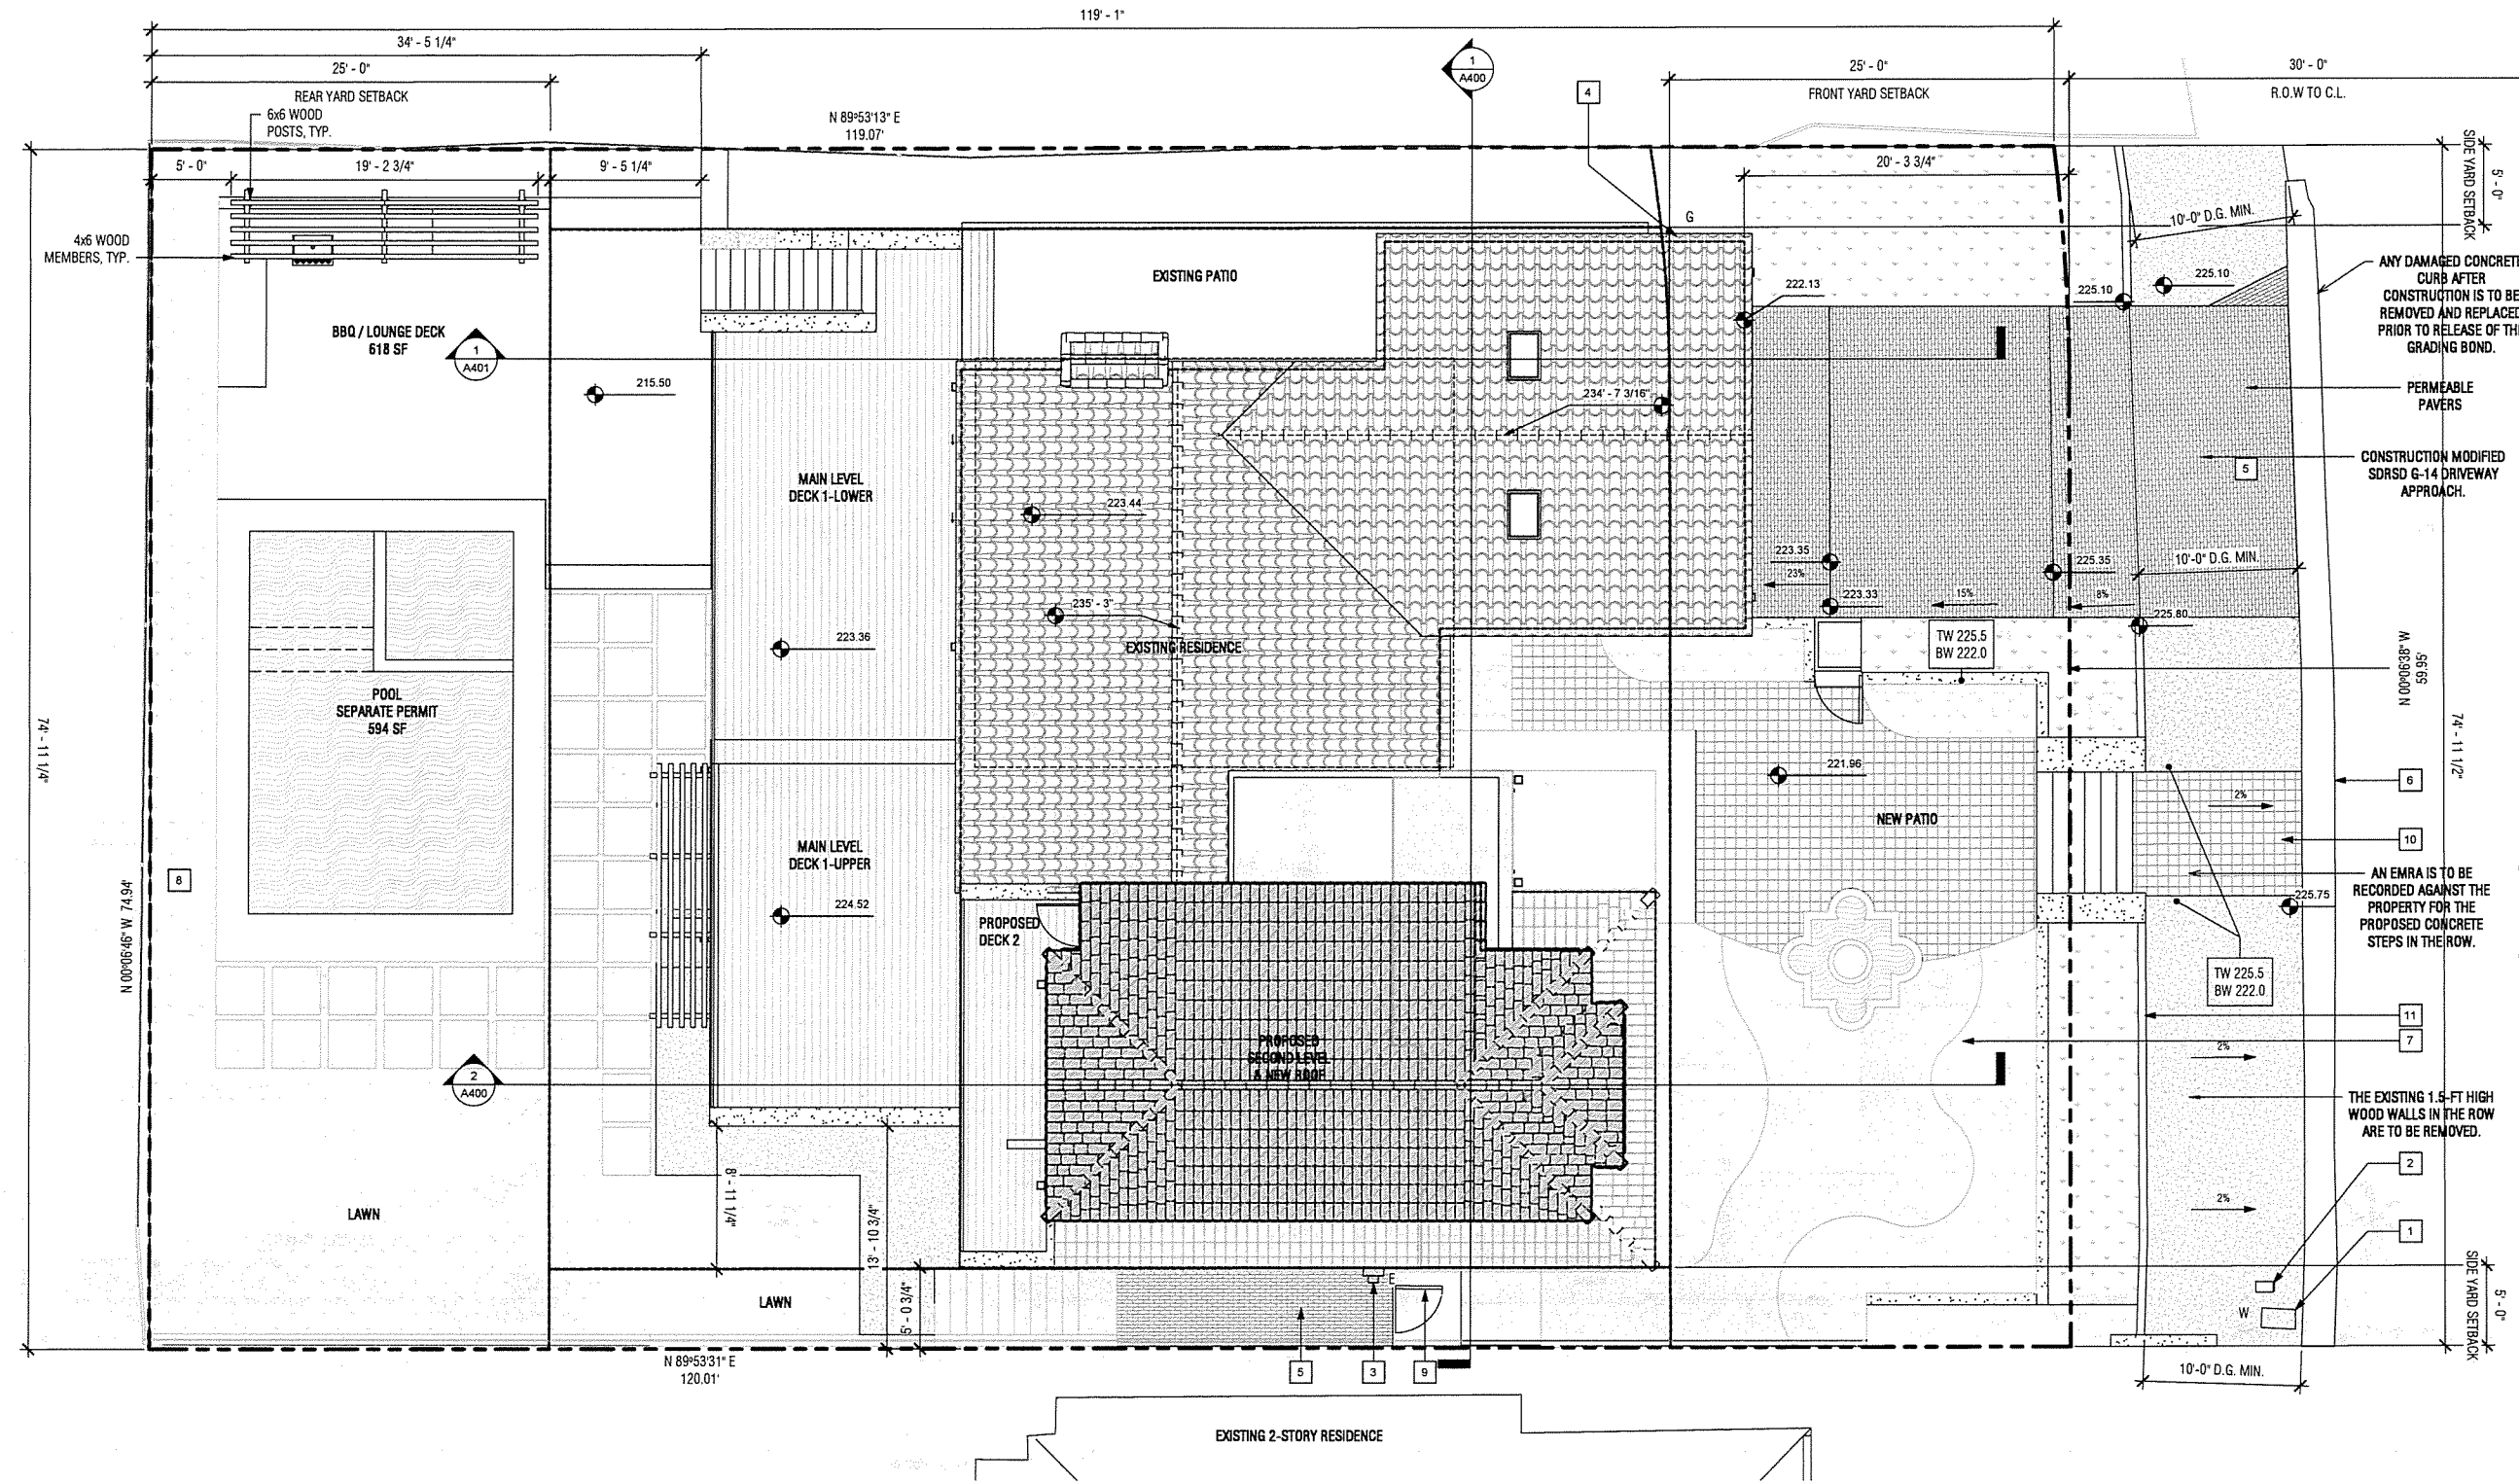 119' - 1"
34' - 5 1/4"
25' - 0"
REAR YARD SETBACK
6x6 WOOD
POSTS, TYP.
N 89°53'13" E
119.07'
1
A400
4
25' - 0"
FRONT YARD SETBACK
30' - 0"
R.O.W TO C.L.
5' - 0"
19' - 2 3/4"
9' - 5 1/4"
20' - 3 3/4"
SIDE YARD SETBACK
5' - 0"
4x6 WOOD
MEMBERS, TYP.
G
10'-0" D.G. MIN.
EXISTING PATIO
222.13
225.10
225.10
ANY DAMAGED CONCRETE
CURB AFTER
CONSTRUCTION IS TO BE
REMOVED AND REPLACED
PRIOR TO RELEASE OF TH
GRADING BOND.
BBQ / LOUNGE DECK
618 SF
1
A401
215.50
234' - 7 3/16"
PERMEABLE
PAVERS
MAIN LEVEL
DECK 1-LOWER
223.44
CONSTRUCTION MODIFIED
SDRSD G-14 DRIVEWAY
APPROACH.
5
223.35
23%
225.35
10'-0" D.G. MIN.
223.33
15%
8%
225.80
235' - 3"
EXISTING RESIDENCE
223.36
TW 225.5
BW 222.0
N 00°06'38" W
59.95'
POOL
SEPARATE PERMIT
594 SF
74' - 11 1/4"
74' - 11 1/2"
221.96
6
2%
NEW PATIO
10
MAIN LEVEL
DECK 1-UPPER
8
N 00°06'46" W 74.94'
AN EMRA IS TO BE
RECORDED AGAINST THE
PROPERTY FOR THE
PROPOSED CONCRETE
STEPS IN THE ROW.
225.75
224.52
PROPOSED
DECK 2
TW 225.5
BW 222.0
11
7
PROPOSED
SECOND LEVEL
& NEW ROOF
2%
2
A400
THE EXISTING 1.5-FT HIGH
WOOD WALLS IN THE ROW
ARE TO BE REMOVED.
2
2%
8' - 11 1/4"
13' - 10 3/4"
LAWN
1
LAWN
5' - 0 3/4"
E
W
SIDE YARD SETBACK
5' - 0"
N 89°53'31" E
120.01'
5
3
9
10'-0" D.G. MIN.
EXISTING 2-STORY RESIDENCE